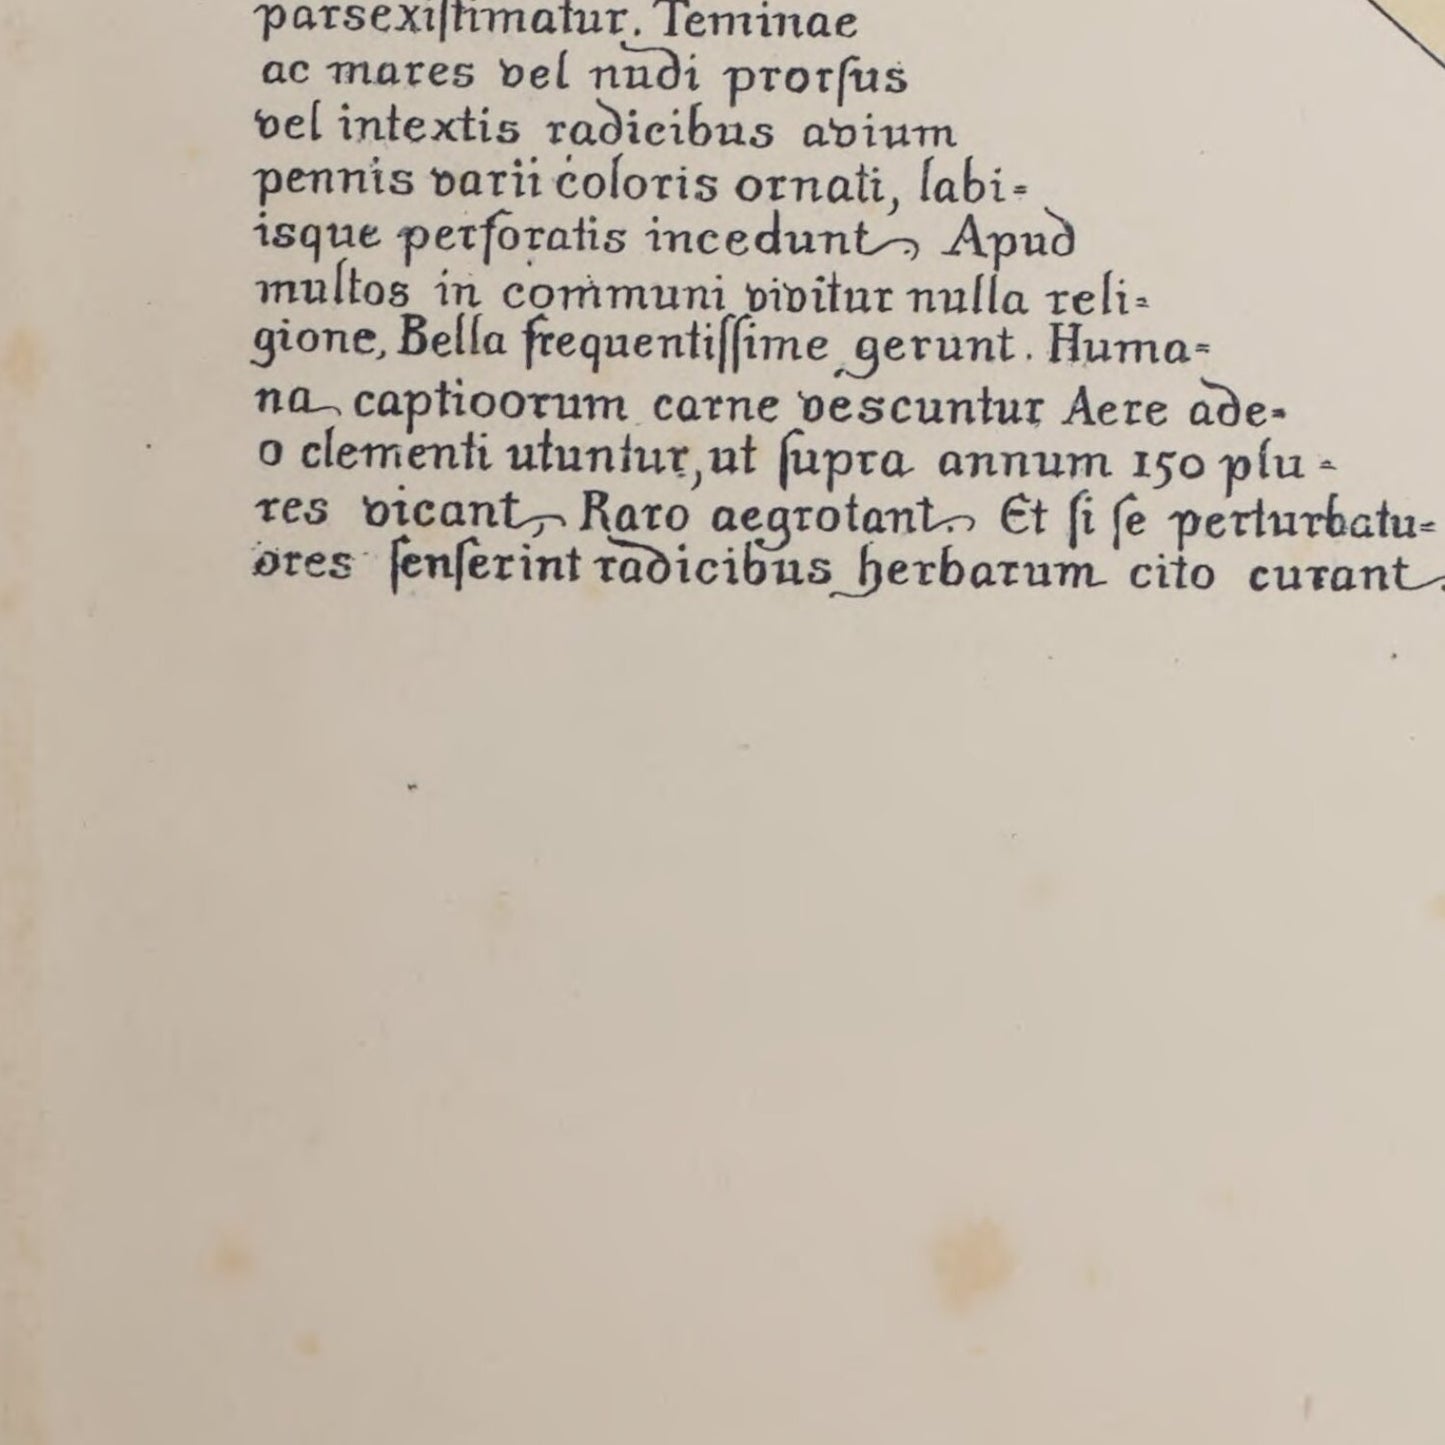 parsexiſtimatur. Teminae
ac mares vel nudi prorſus
vel intextis radicibus avium
pennis varii coloris ornati, labi=
isque perforatis incedunt, Apud
multos in communi vivitur nulla reli=
gione, Bella frequentiſſime gerunt. Huma=
na captioorum carne vescuntur Aere ade=
o clementi utuntur, ut ſupra annum 150 plu=
res vicant, Raro aegrotant. Et ſi ſe perturbatu=
ores ſenſerint radicibus herbarum cito curant.